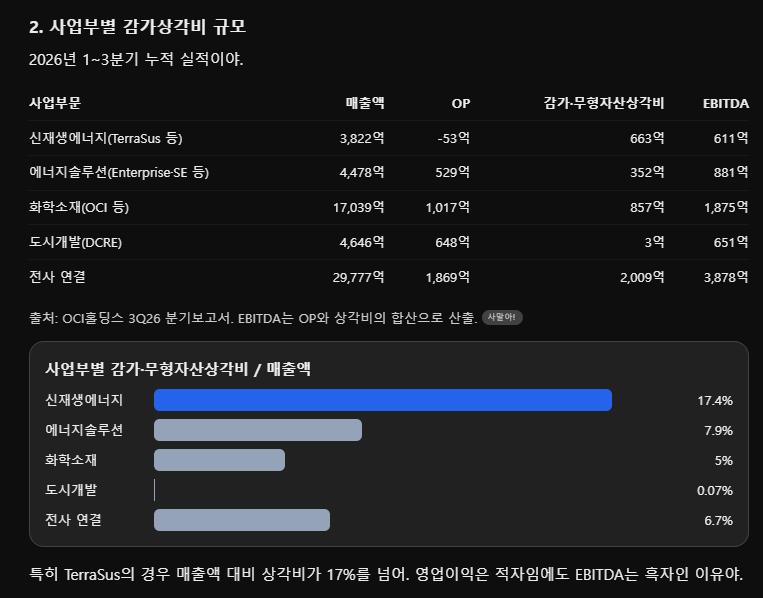 2. 사업부별 감가상각비 규모
2026년 1~3분기 누적 실적이야.
사업부문 매출액 OP 감가·무형자산상각비 EBITDA
신재생에너지(TerraSus 등) 3,822억 -53억 663억 611억
에너지솔루션(Enterprise·SE 등) 4,478억 529억 352억 881억
화학소재(OCI 등) 17,039억 1,017억 857억 1,875억
도시개발(DCRE) 4,646억 648억 3억 651억
전사 연결 29,777억 1,869억 2,009억 3,878억
출처: OCI홀딩스 3Q26 분기보고서. EBITDA는 OP와 상각비의 합산으로 산출. 사말아!
사업부별 감가·무형자산상각비 / 매출액
신재생에너지 17.4%
에너지솔루션 7.9%
화학소재 5%
도시개발 0.07%
전사 연결 6.7%
특히 TerraSus의 경우 매출액 대비 상각비가 17%를 넘어. 영업이익은 적자임에도 EBITDA는 흑자인 이유야.